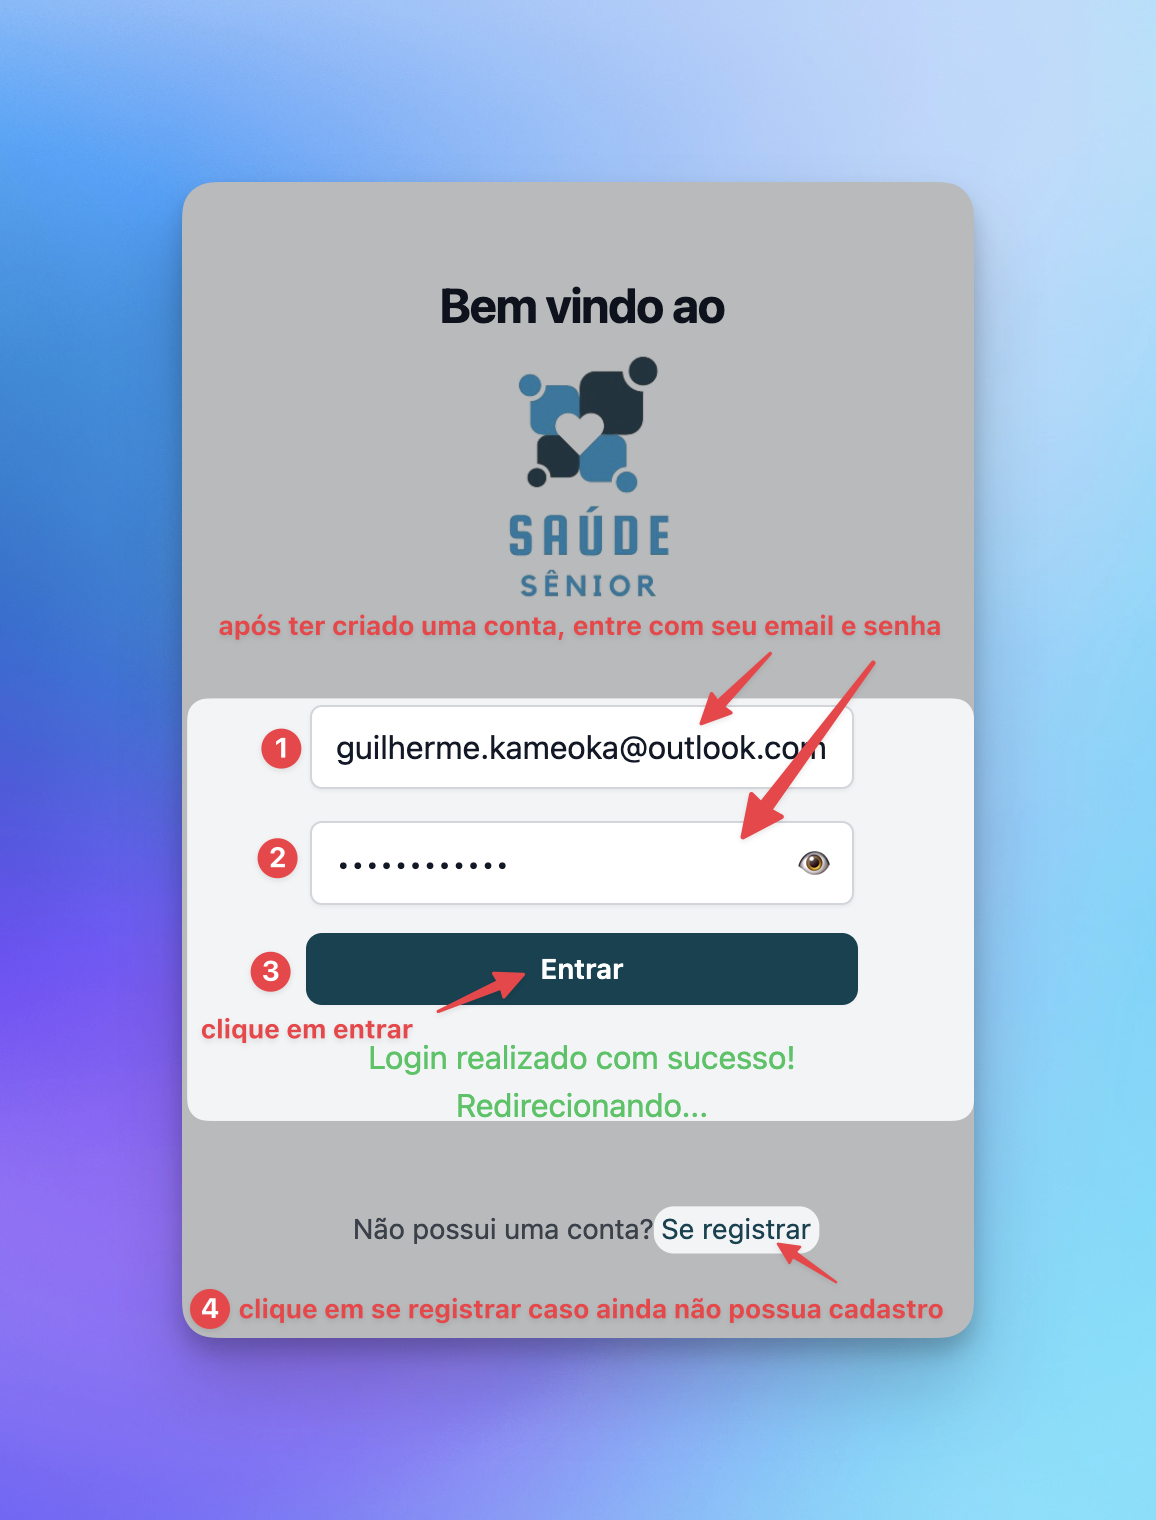 Bem vindo ao
SAÚDE
SÊNIOR
após ter criado uma conta, entre com seu email e senha
1
guilherme.kameoka@outlook.com
2
3
Entrar
clique em entrar
Login realizado com sucesso!
Redirecionando...
Não possui uma conta? Se registrar
4 clique em se registrar caso ainda não possua cadastro